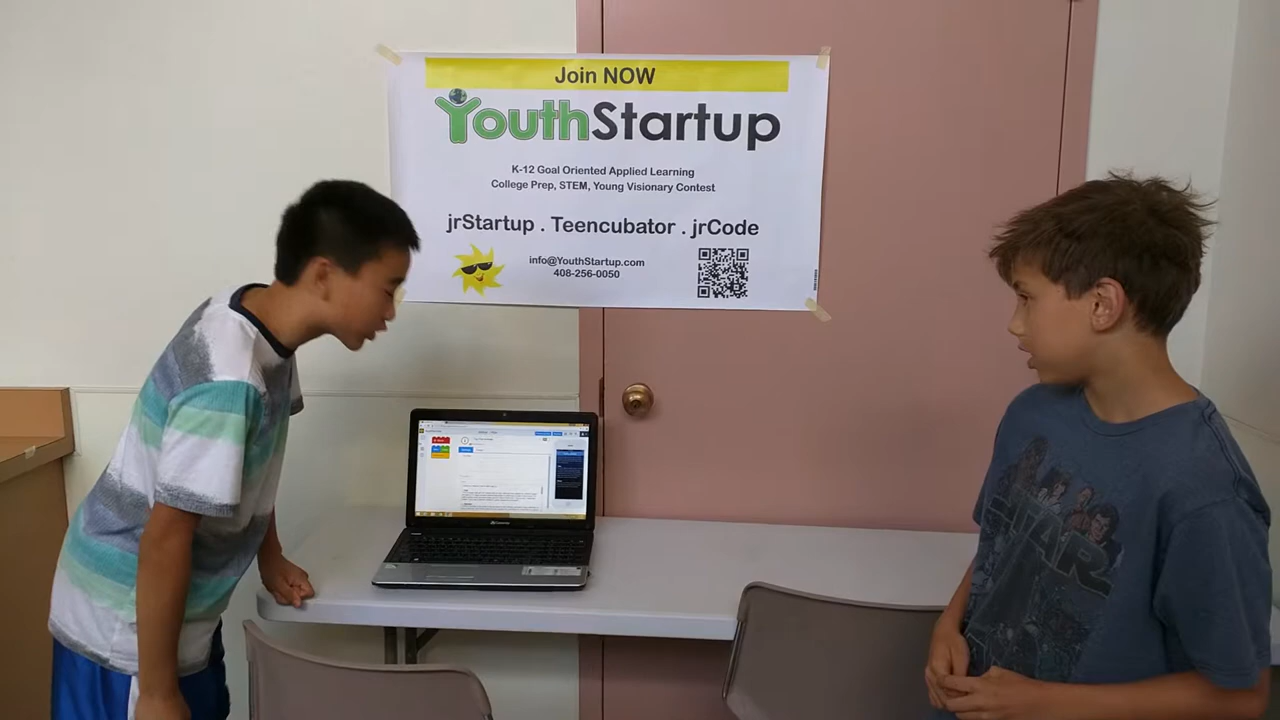 Join NOW
YouthStartup
K-12 Goal Oriented Applied Learning
College Prep, STEM, Young Visionary Contest
jrStartup . Teencubator . jrCode
info@YouthStartup.com
408-256-0050
STAR